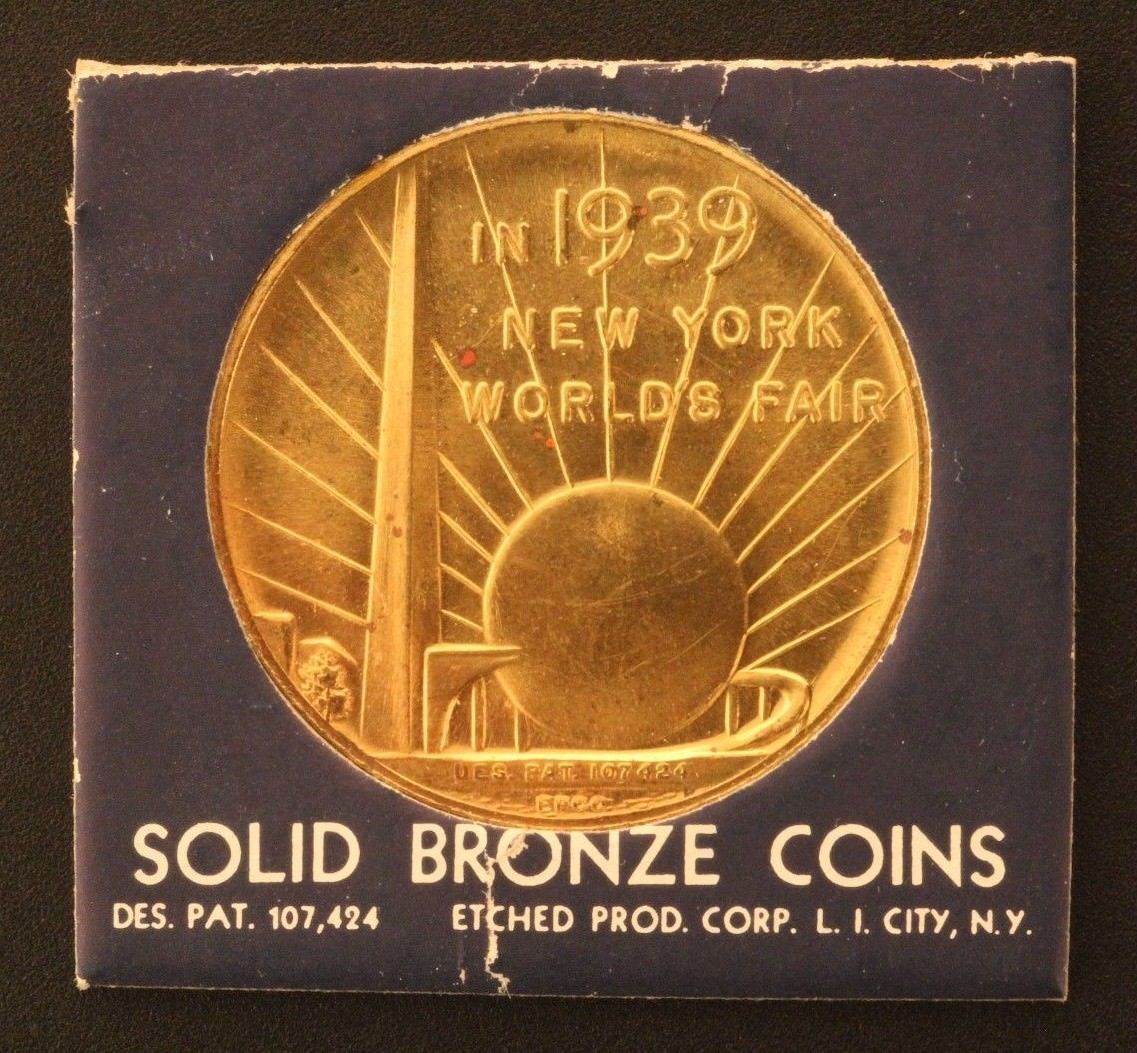 IN 1939
NEW YORK
WORLD'S FAIR
DES. PAT. 107424
EPCO
SOLID BRONZE COINS
DES. PAT. 107,424 ETCHED PROD. CORP. L. I. CITY, N.Y.